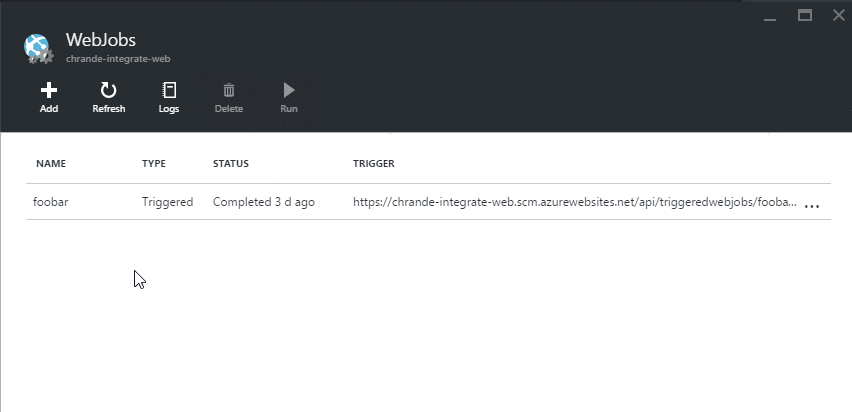 WebJobs
chrande-integrate-web
Add Refresh Logs Delete Run
NAME TYPE STATUS TRIGGER
foobar Triggered Completed 3 d ago https://chrande-integrate-web.scm.azurewebsites.net/api/triggeredwebjobs/fooba... ...